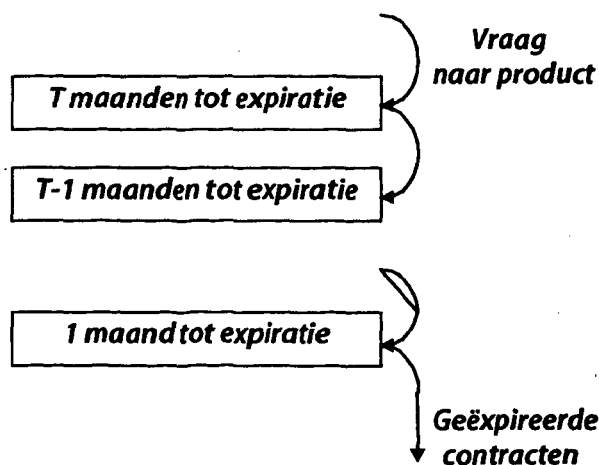 Vraag
naar product
T maanden tot expiratie
T-1 maanden tot expiratie
1 maand tot expiratie
Geëxpireerde
contracten